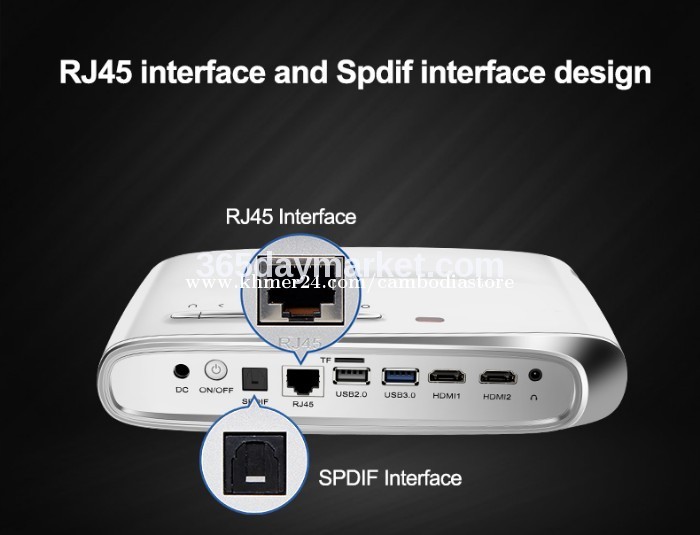 RJ45 interface and Spdif interface design
RJ45 Interface
365daymarket.com
khmer24.com/cambodiastore
RJ45
TF
DC
ON/OFF
SPDIF
RJ45
USB2.0
USB3.0
HDMI1
HDMI2
SPDIF Interface